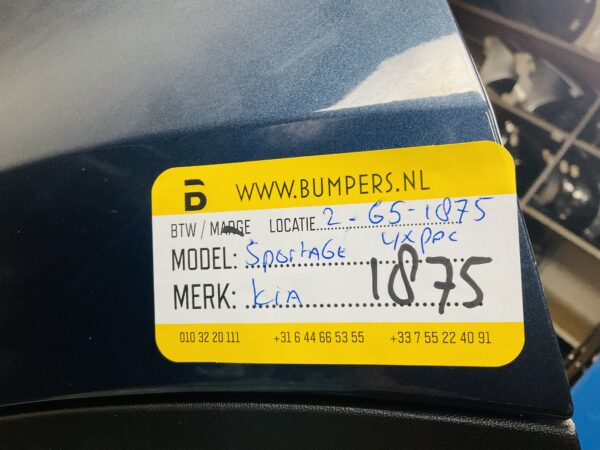 B WWW.BUMPERS.NL
BTW / MARGE LOCATIE 2-65-1875
MODEL: SportAGE 4xPDC
MERK: KiA 1875
010 32 20 111 +31 6 44 66 53 55 +33 7 55 22 40 91